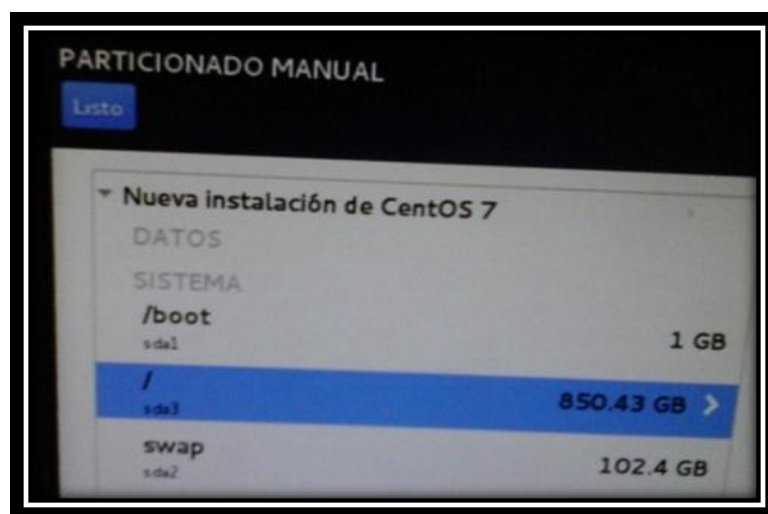 PARTICIONADO MANUAL
Listo
Nueva instalación de CentOS 7
DATOS
SISTEMA
/boot
sda1
1 GB
/
sda3
850.43 GB
swap
sda2
102.4 GB